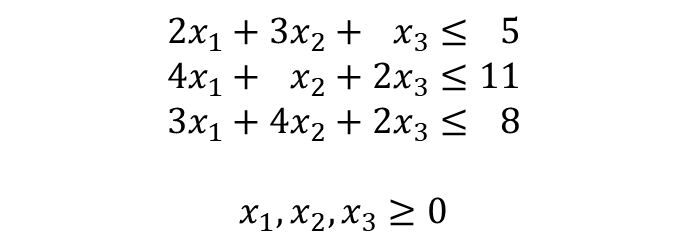 2x₁ + 3x₂ + x₃ ≤ 5
4x₁ + x₂ + 2x₃ ≤ 11
3x₁ + 4x₂ + 2x₃ ≤ 8
x₁, x₂, x₃ ≥ 0